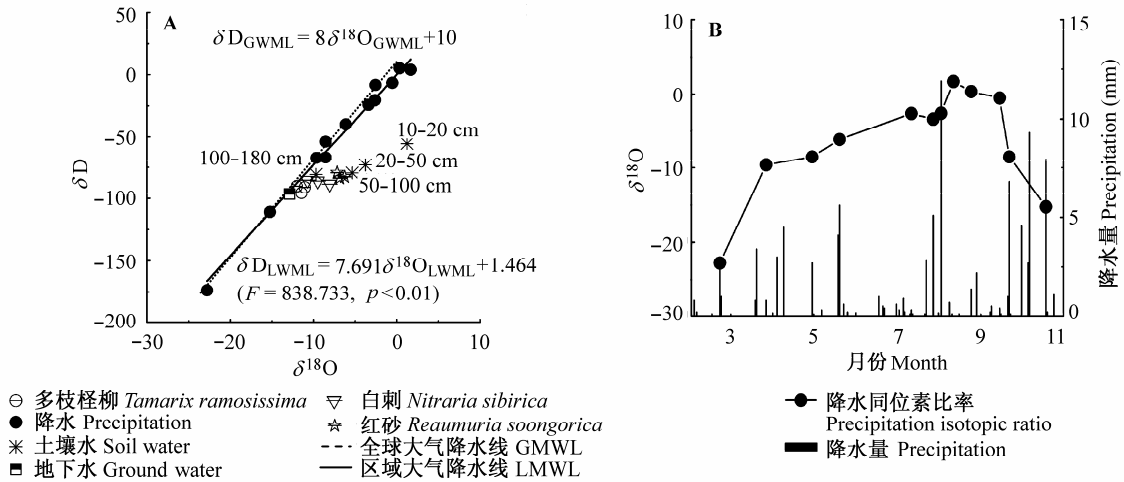 A
δD_GWML = 8δ¹⁸O_GWML+10
50
0
−50
−100
−150
−200
δD
10–20 cm
100–180 cm
20–50 cm
50–100 cm
δD_LWML = 7.691δ¹⁸O_LWML+1.464
(F = 838.733, p<0.01)
−30 −20 −10 0 10
δ¹⁸O
B
10
0
−10
−20
−30
δ¹⁸O
15
10
5
0
降水量 Precipitation (mm)
3 5 7 9 11
月份 Month
多枝柽柳 Tamarix ramosissima
降水 Precipitation
土壤水 Soil water
地下水 Ground water
白刺 Nitraria sibirica
红砂 Reaumuria soongorica
全球大气降水线 GMWL
区域大气降水线 LMWL
降水同位素比率
Precipitation isotopic ratio
降水量 Precipitation